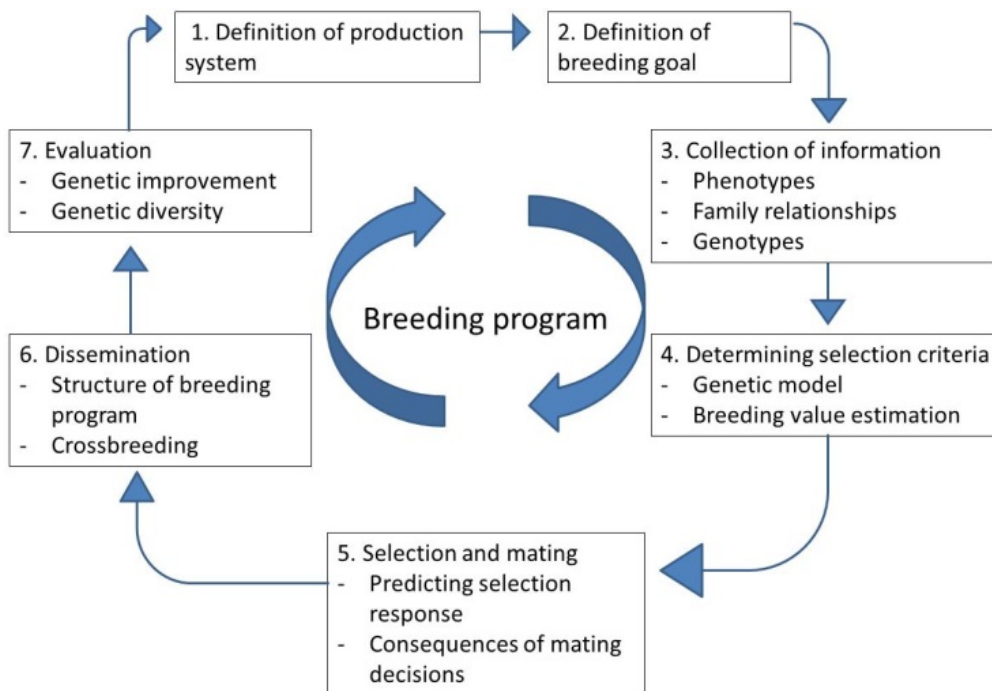 1. Definition of production
system
2. Definition of
breeding goal
3. Collection of information
- Phenotypes
- Family relationships
- Genotypes
4. Determining selection criteria
- Genetic model
- Breeding value estimation
5. Selection and mating
- Predicting selection
response
- Consequences of mating
decisions
6. Dissemination
- Structure of breeding
program
- Crossbreeding
7. Evaluation
- Genetic improvement
- Genetic diversity
Breeding program